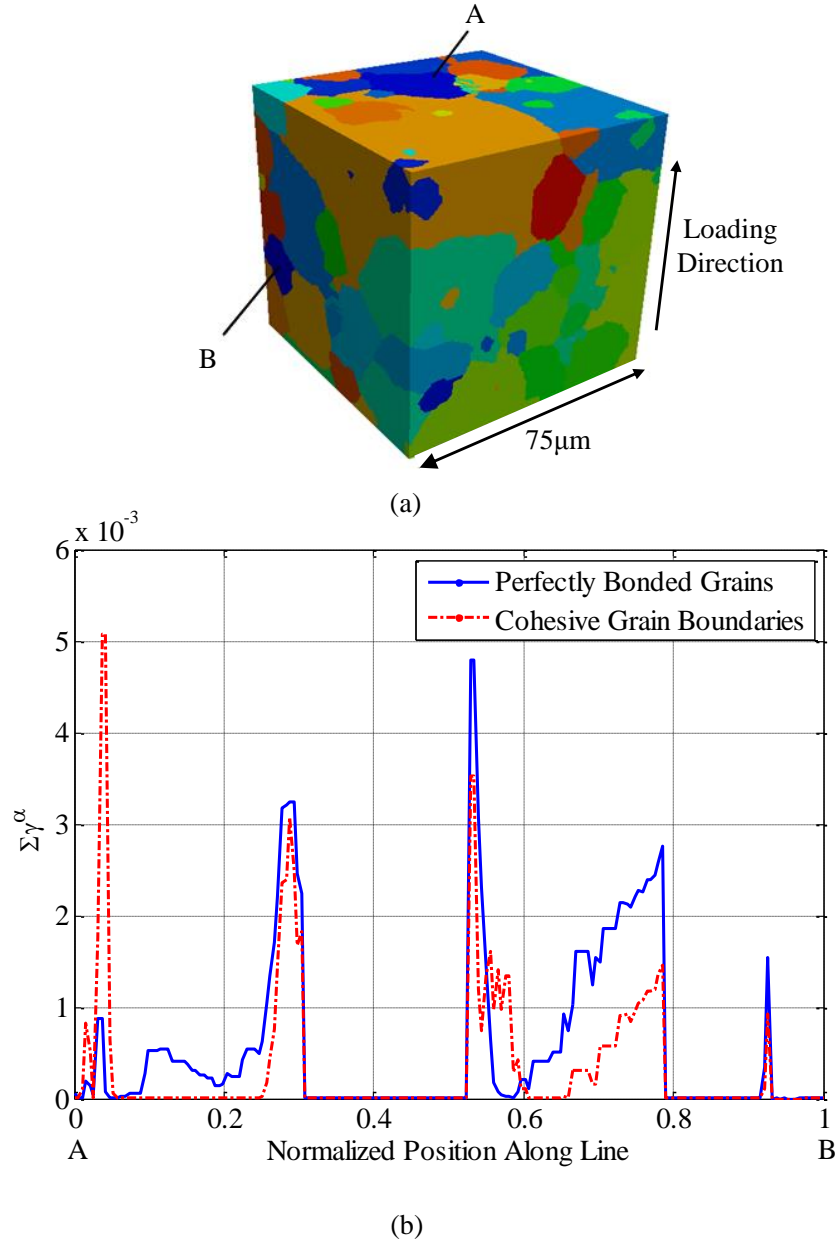 A
Loading
Direction
B
75μm
(a)
x 10-3
6
5
4
3
2
1
0
Σγα
Perfectly Bonded Grains
Cohesive Grain Boundaries
0 0.2 0.4 0.6 0.8 1
A Normalized Position Along Line B
(b)